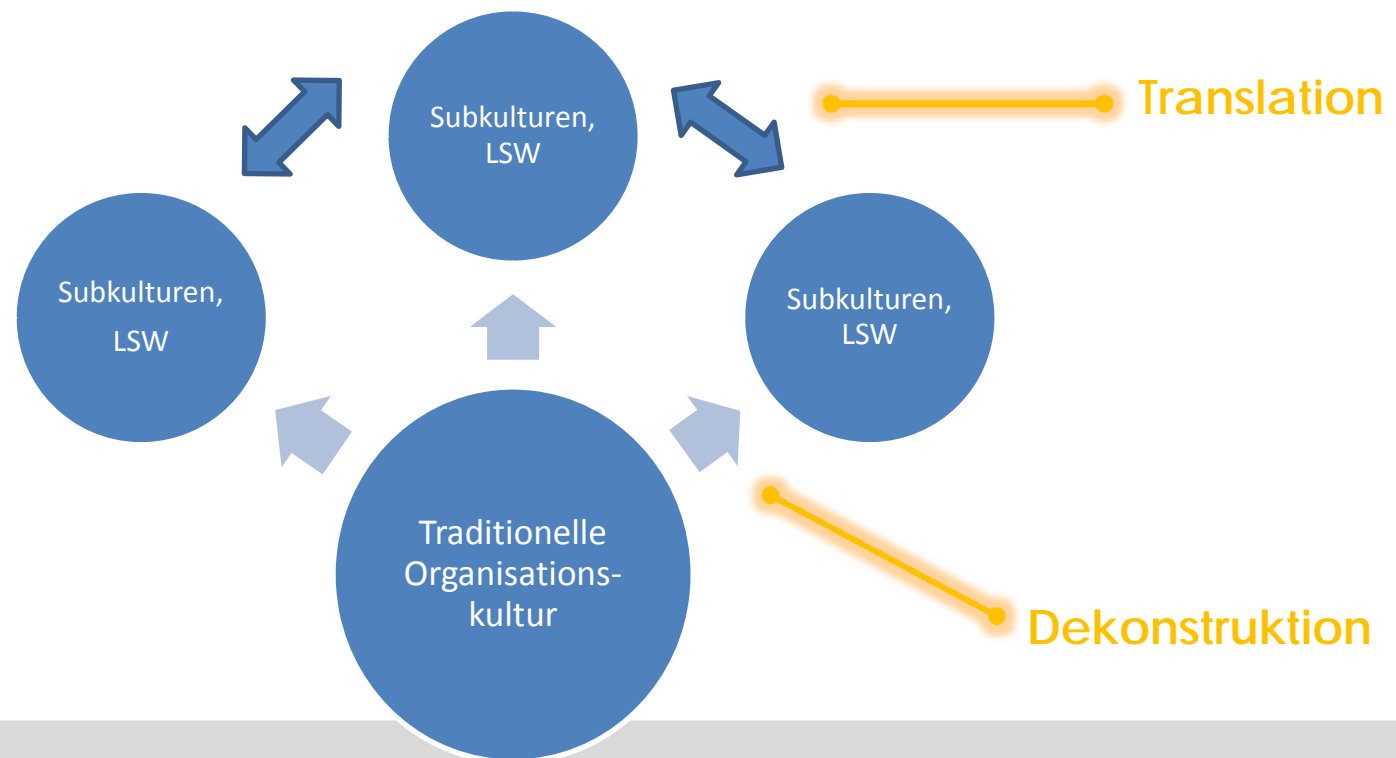 Subkulturen,
LSW
Translation
Subkulturen,
LSW
Subkulturen,
LSW
Traditionelle
Organisations-
kultur
Dekonstruktion